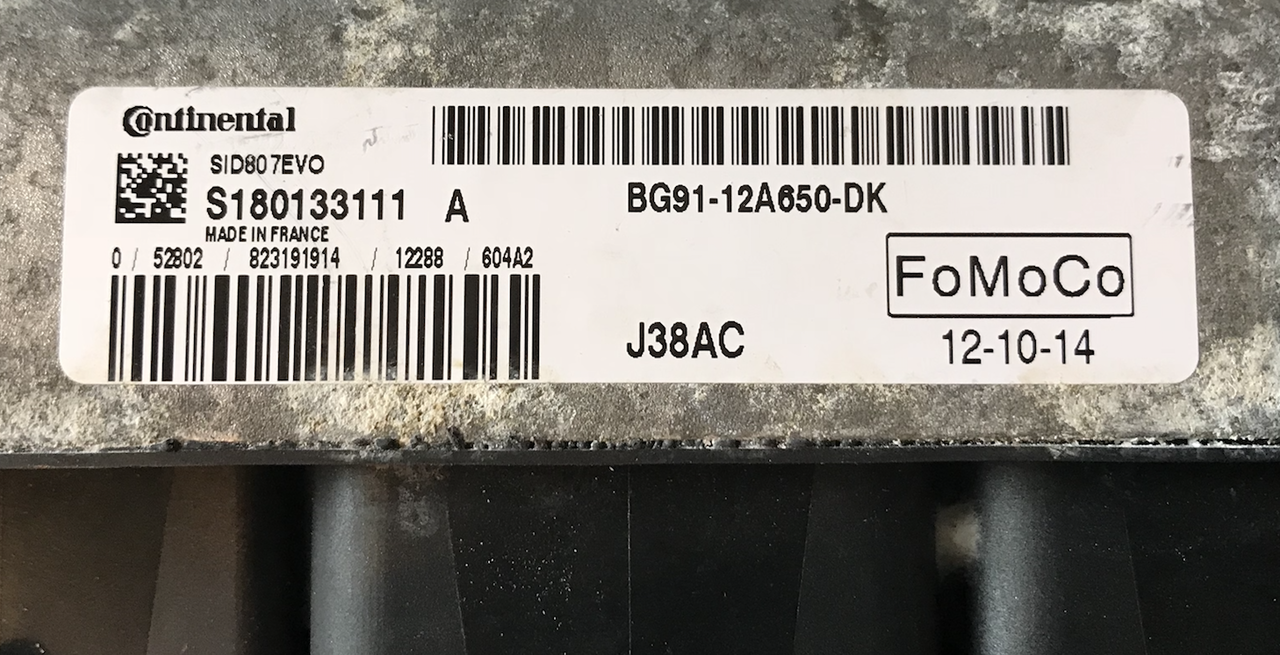 Continental
SID807EVO
S180133111 A
MADE IN FRANCE
0 / 52802 / 823191914 / 12288 / 604A2
BG91-12A650-DK
FoMoCo
J38AC
12-10-14